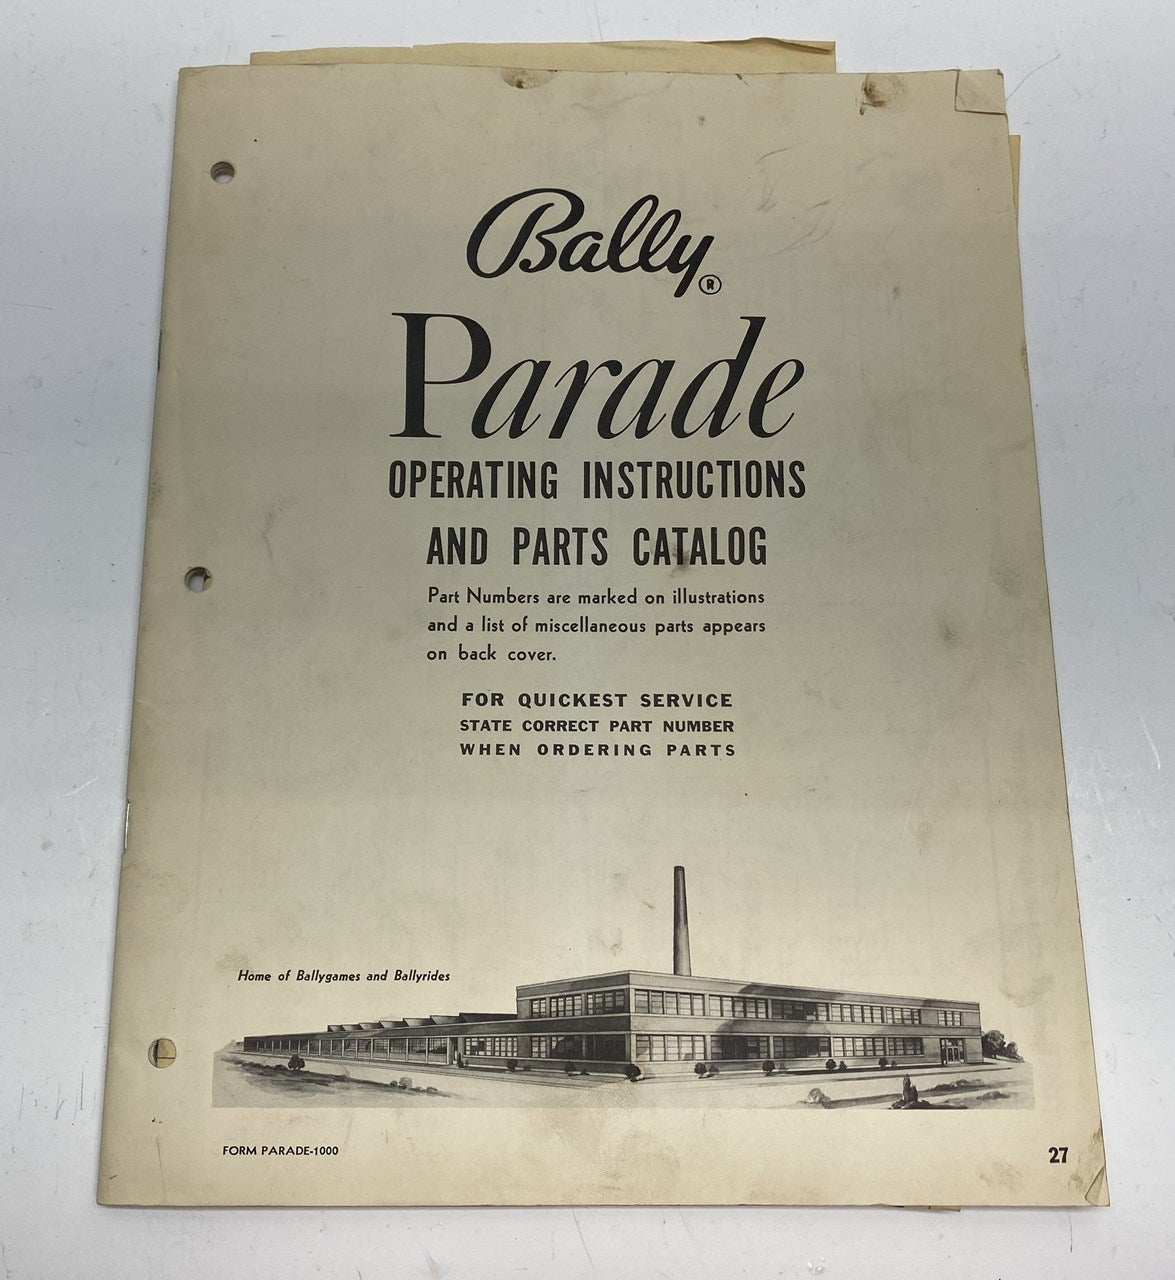 Bally®
Parade
OPERATING INSTRUCTIONS
AND PARTS CATALOG
Part Numbers are marked on illustrations
and a list of miscellaneous parts appears
on back cover.
FOR QUICKEST SERVICE
STATE CORRECT PART NUMBER
WHEN ORDERING PARTS
Home of Ballygames and Ballyrides
FORM PARADE-1000
27